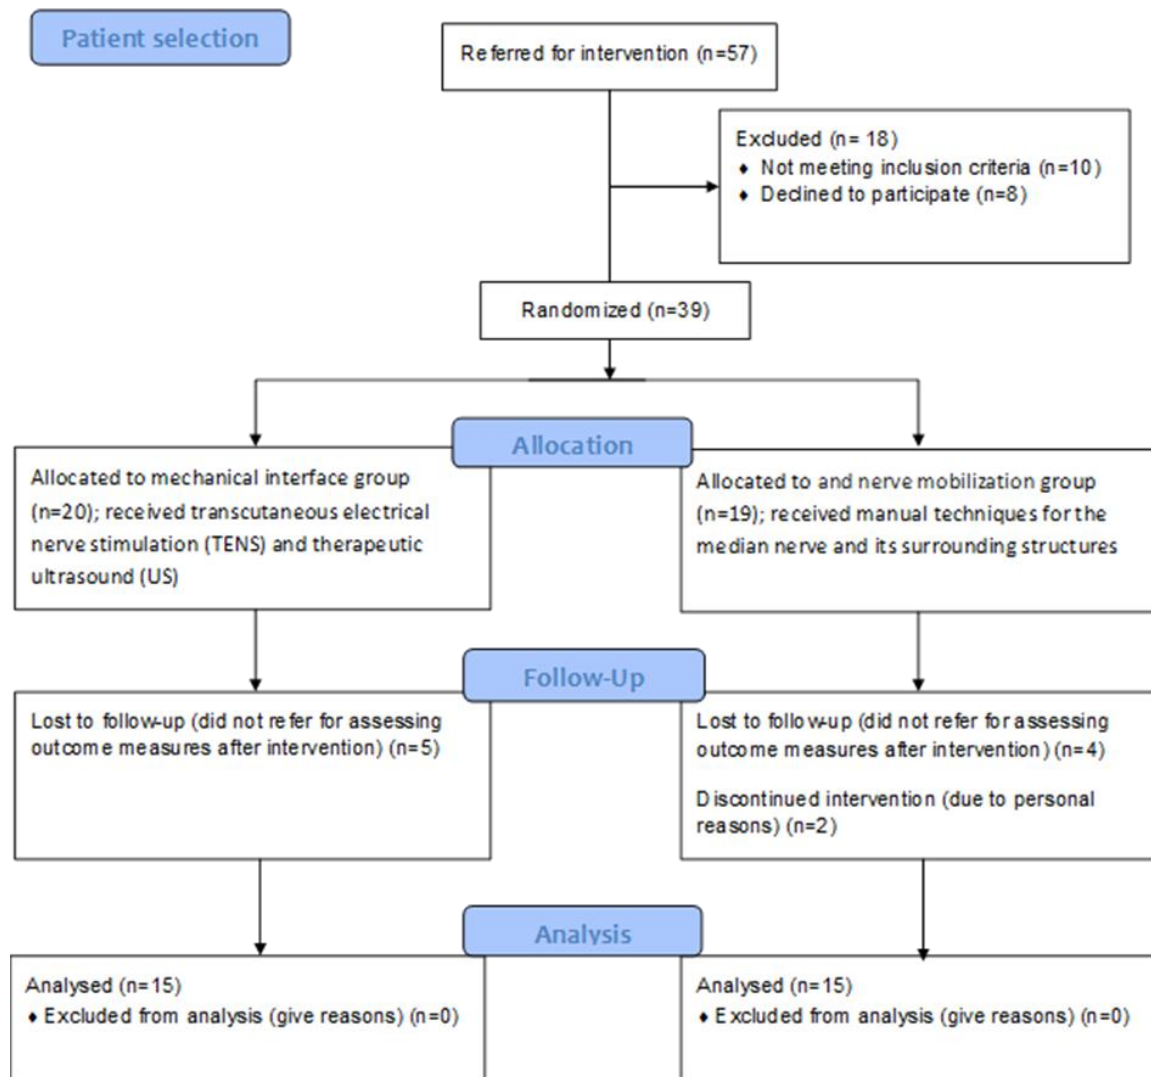 Patient selection
Referred for intervention (n=57)
Excluded (n= 18)
♦ Not meeting inclusion criteria (n=10)
♦ Declined to participate (n=8)
Randomized (n=39)
Allocation
Allocated to mechanical interface group
(n=20); received transcutaneous electrical
nerve stimulation (TENS) and therapeutic
ultrasound (US)
Allocated to and nerve mobilization group
(n=19); received manual techniques for the
median nerve and its surrounding structures
Follow-Up
Lost to follow-up (did not refer for assessing
outcome measures after intervention) (n=5)
Lost to follow-up (did not refer for assessing
outcome measures after intervention) (n=4)
Discontinued intervention (due to personal
reasons) (n=2)
Analysis
Analysed (n=15)
♦ Excluded from analysis (give reasons) (n=0)
Analysed (n=15)
♦ Excluded from analysis (give reasons) (n=0)